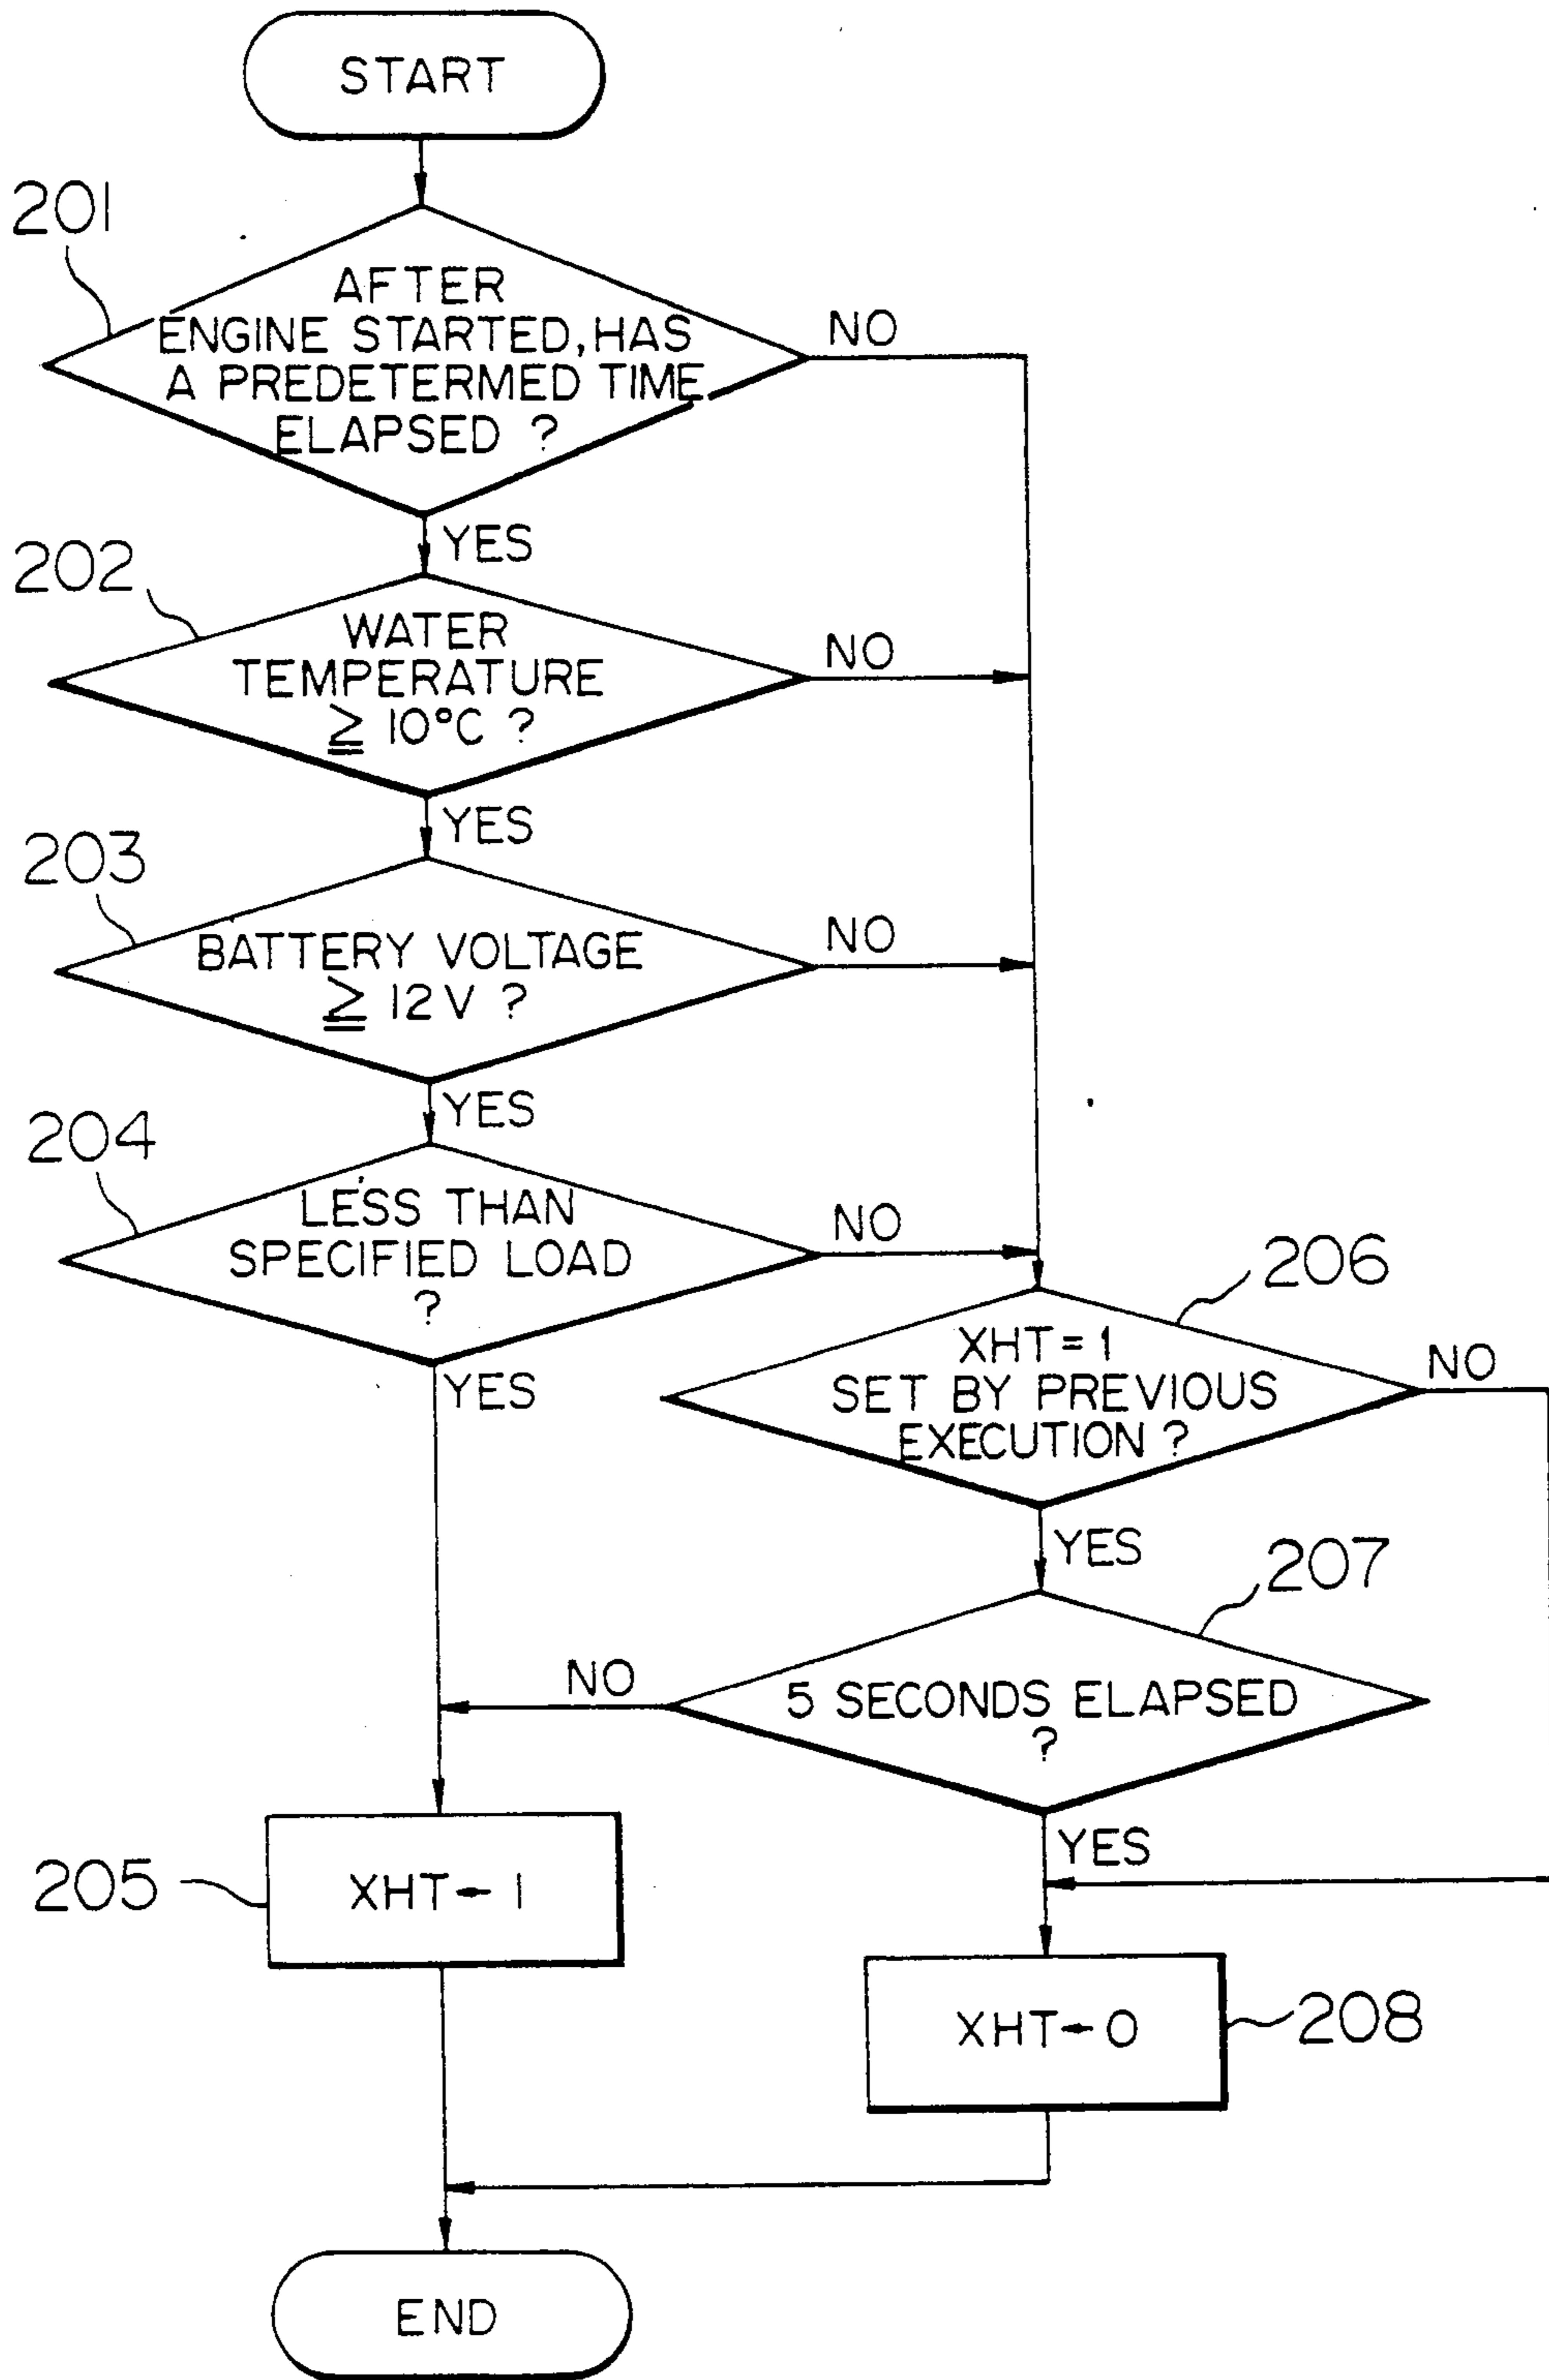 START
201
AFTER
ENGINE STARTED, HAS
A PREDETERMED TIME
ELAPSED ?
NO
YES
202
WATER
TEMPERATURE
≧ 10°C ?
NO
YES
203
BATTERY VOLTAGE
≧ 12V ?
NO
YES
204
LESS THAN
SPECIFIED LOAD
?
NO
YES
206
XHT=1
SET BY PREVIOUS
EXECUTION ?
NO
YES
207
5 SECONDS ELAPSED
?
NO
YES
205
XHT←1
XHT←0
208
END